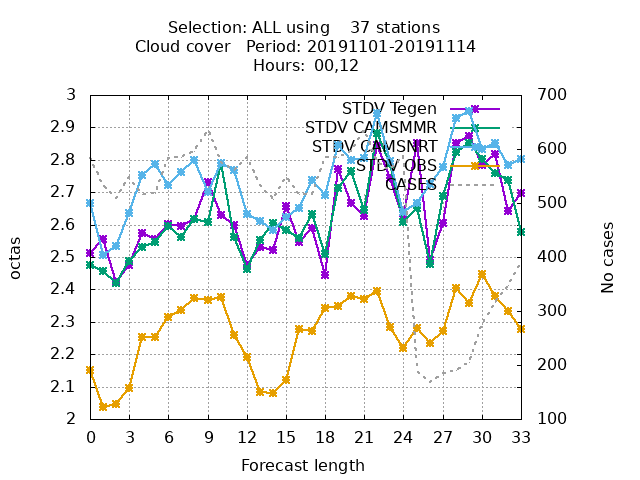 Selection: ALL using    37 stations
Cloud cover   Period: 20191101-20191114
Hours:  00,12
3
2.9
2.8
2.7
2.6
2.5
2.4
2.3
2.2
2.1
2
octas
700
600
500
400
300
200
100
No cases
STDV Tegen
STDV CAMSMMR
STDV CAMSNRT
STDV OBS
CASES
0 3 6 9 12 15 18 21 24 27 30 33
Forecast length